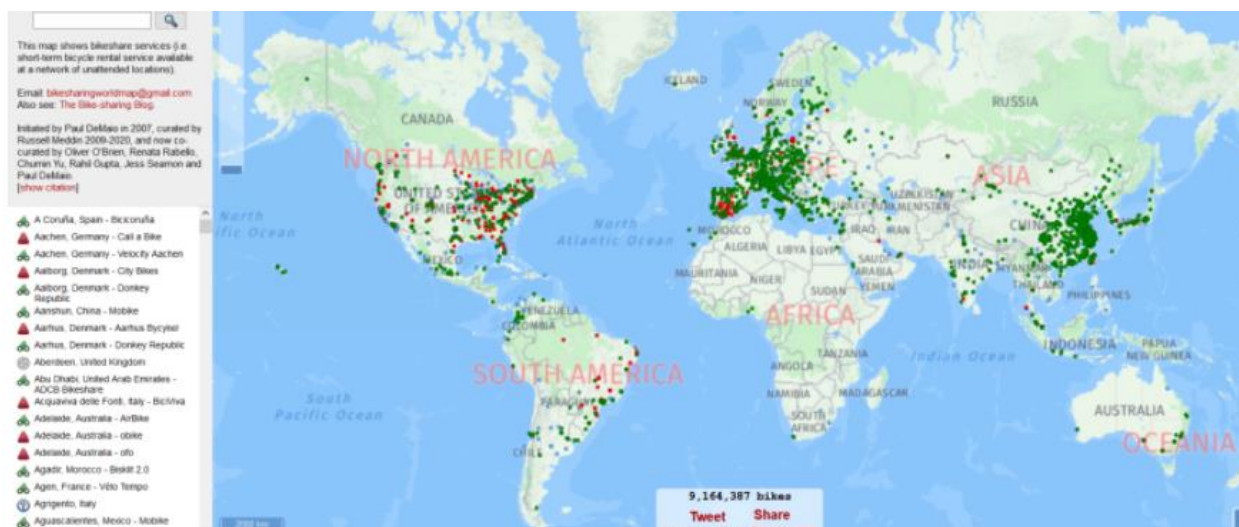 This map shows bikeshare services (i.e.
short-term bicycle rental service available
at a network of unattended locations).
Email: bikesharingworldmap@gmail.com
Also see: The Bike-sharing Blog.
Initiated by Paul DeMaio in 2007, curated by
Russell Meddin 2009-2020, and now co-
curated by Oliver O'Brien, Renata Rabello,
Chumin Yu, Rahil Gupta, Jess Seamon and
Paul DeMaio.
[show citation]
A Coruña, Spain - Bicicoruña
Aachen, Germany - Call a Bike
Aachen, Germany - Velocity Aachen
Aalborg, Denmark - City Bikes
Aalborg, Denmark - Donkey
Republic
Aanshun, China - Mobike
Aarhus, Denmark - Aarhus Bycykel
Aarhus, Denmark - Donkey Republic
Aberdeen, United Kingdom
Abu Dhabi, United Arab Emirates -
ADCB Bikeshare
Acquaviva delle Fonti, Italy - BiciViva
Adelaide, Australia - AirBike
Adelaide, Australia - obike
Adelaide, Australia - ofo
Agadir, Morocco - Bisklit 2.0
Agen, France - Vélo Tempo
Agrigento, Italy
Aguascalientes, Mexico - Mobike
ICELAND
SWEDEN
NORWAY
RUSSIA
CANADA
NORTH AMERICA
ASIA
UNITED STATES
OF AMERICA
UZBEKISTAN
TURKMENISTAN
North
Atlantic Ocean
CHINA
MOROCCO
IRAQ
IRAN
ALGERIA
LIBYA
EGYPT
MEXICO
SAUDI
ARABIA
INDIA
MYANMAR
MAURITANIA
NIGER
SUDAN
YEMEN
THAILAND
PHILIPPINES
VENEZUELA
COLOMBIA
AFRICA
INDONESIA
PAPUA
NEW GUINEA
TANZANIA
Indian Ocean
SOUTH AMERICA
ANGOLA
South
Pacific Ocean
NAMIBIA
MADAGASCAR
PARAGUAY
AUSTRALIA
SOUTH
AFRICA
OCEANIA
9,164,387 bikes
Tweet Share